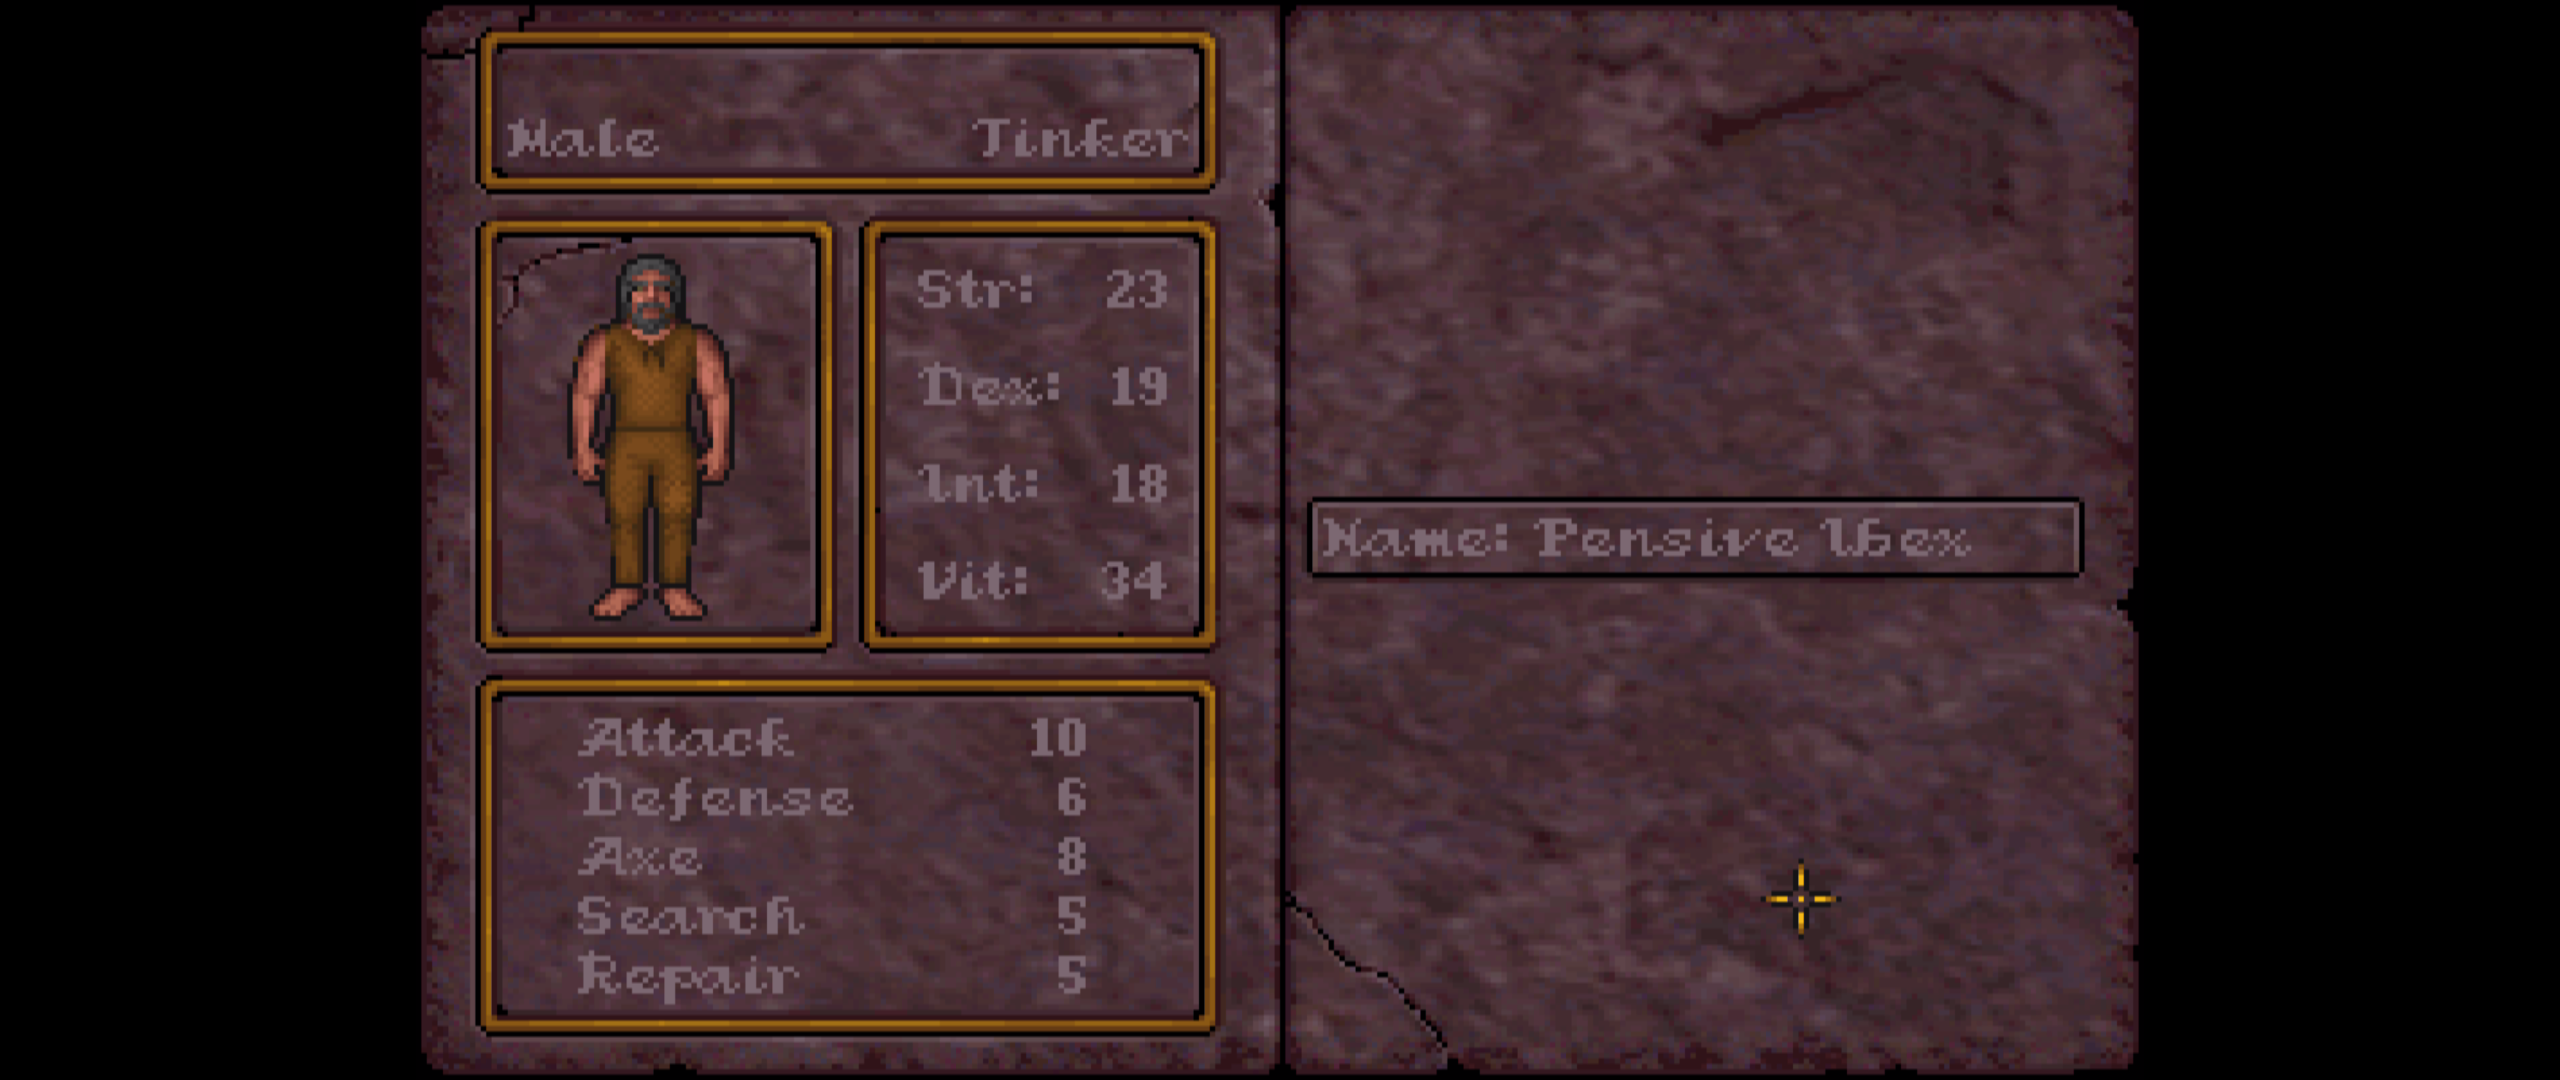 Male Tinker
Str: 23
Dex: 19
Int: 18
Vit: 34
Attack 10
Defense 6
Axe 8
Search 5
Repair 5
Name: Pensive Ibex